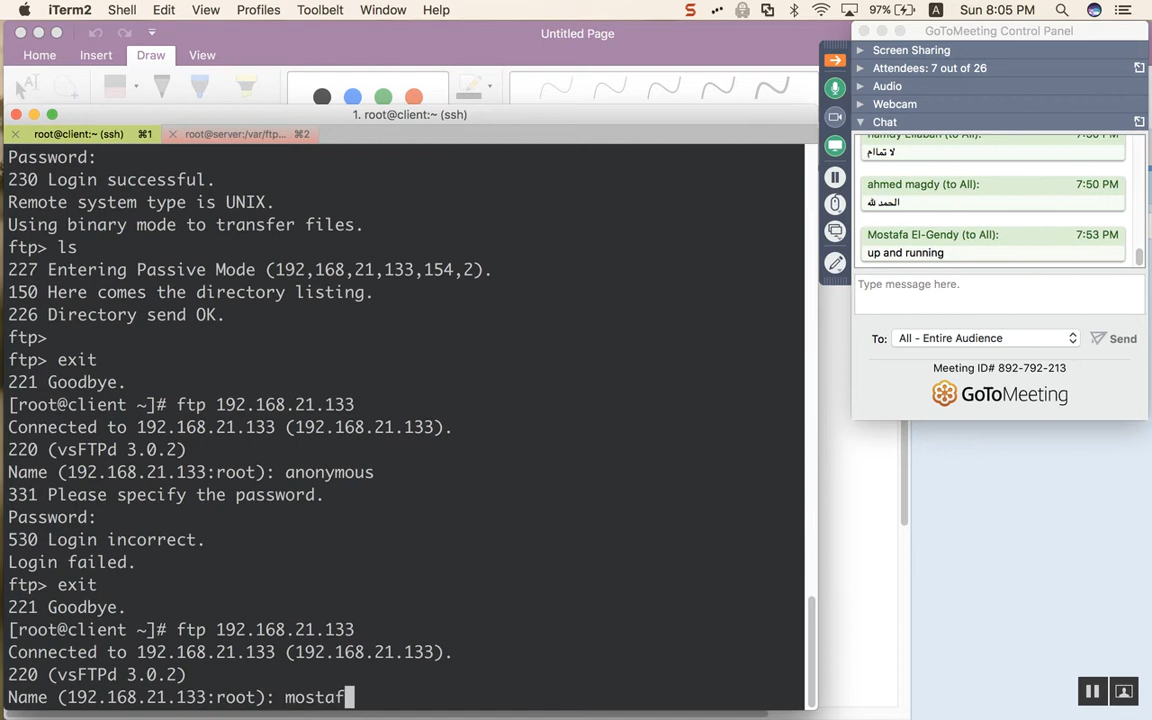 iTerm2 Shell Edit View Profiles Toolbelt Window Help
97% A Sun 8:05 PM
Untitled Page
Home Insert Draw View
1. root@client:~ (ssh)
root@client:~ (ssh) ⌘1
root@server:/var/ftp... ⌘2
Password:
230 Login successful.
Remote system type is UNIX.
Using binary mode to transfer files.
ftp> ls
227 Entering Passive Mode (192,168,21,133,154,2).
150 Here comes the directory listing.
226 Directory send OK.
ftp>
ftp> exit
221 Goodbye.
[root@client ~]# ftp 192.168.21.133
Connected to 192.168.21.133 (192.168.21.133).
220 (vsFTPd 3.0.2)
Name (192.168.21.133:root): anonymous
331 Please specify the password.
Password:
530 Login incorrect.
Login failed.
ftp> exit
221 Goodbye.
[root@client ~]# ftp 192.168.21.133
Connected to 192.168.21.133 (192.168.21.133).
220 (vsFTPd 3.0.2)
Name (192.168.21.133:root): mostaf
GoToMeeting Control Panel
Screen Sharing
Attendees: 7 out of 26
Audio
Webcam
Chat
(to All):
لا تماام
ahmed magdy (to All): 7:50 PM
الحمد لله
Mostafa El-Gendy (to All): 7:53 PM
up and running
Type message here.
To: All - Entire Audience Send
Meeting ID# 892-792-213
GoToMeeting